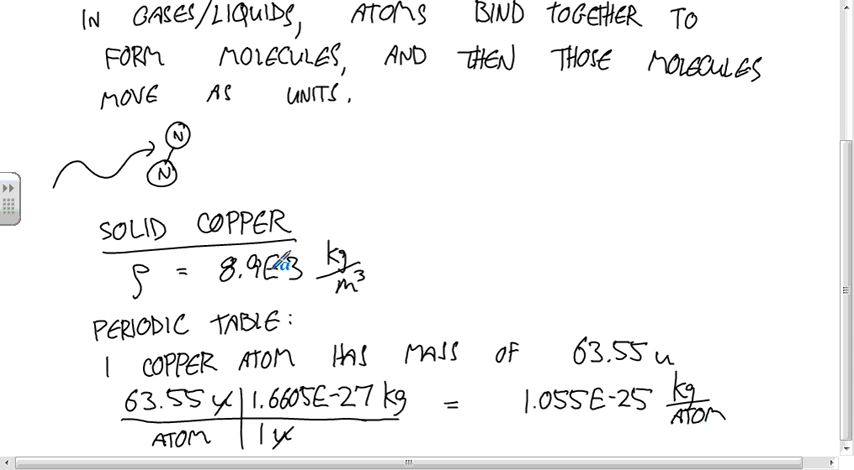 IN GASES/LIQUIDS, ATOMS BIND TOGETHER TO
FORM MOLECULES, AND THEN THOSE MOLECULES
MOVE AS UNITS.
N
N
SOLID COPPER
ρ = 8.9E3 kg/m³
PERIODIC TABLE:
1 COPPER ATOM HAS MASS OF 63.55 u
63.55 u | 1.6605E-27 kg = 1.055E-25 kg/ATOM
ATOM | 1 u